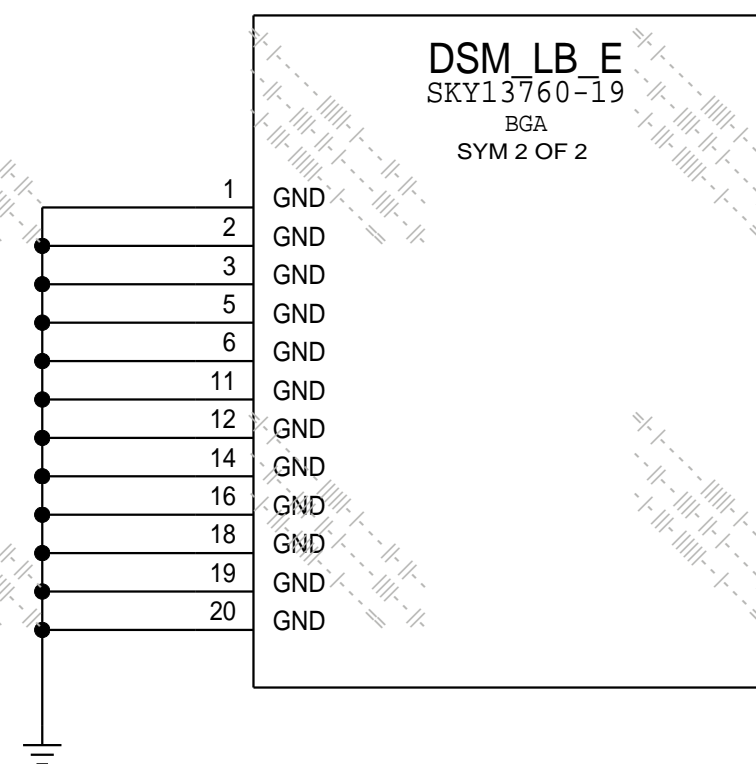 DSM_LB_E
SKY13760-19
BGA
SYM 2 OF 2
1 GND
2 GND
3 GND
5 GND
6 GND
11 GND
12 GND
14 GND
16 GND
18 GND
19 GND
20 GND